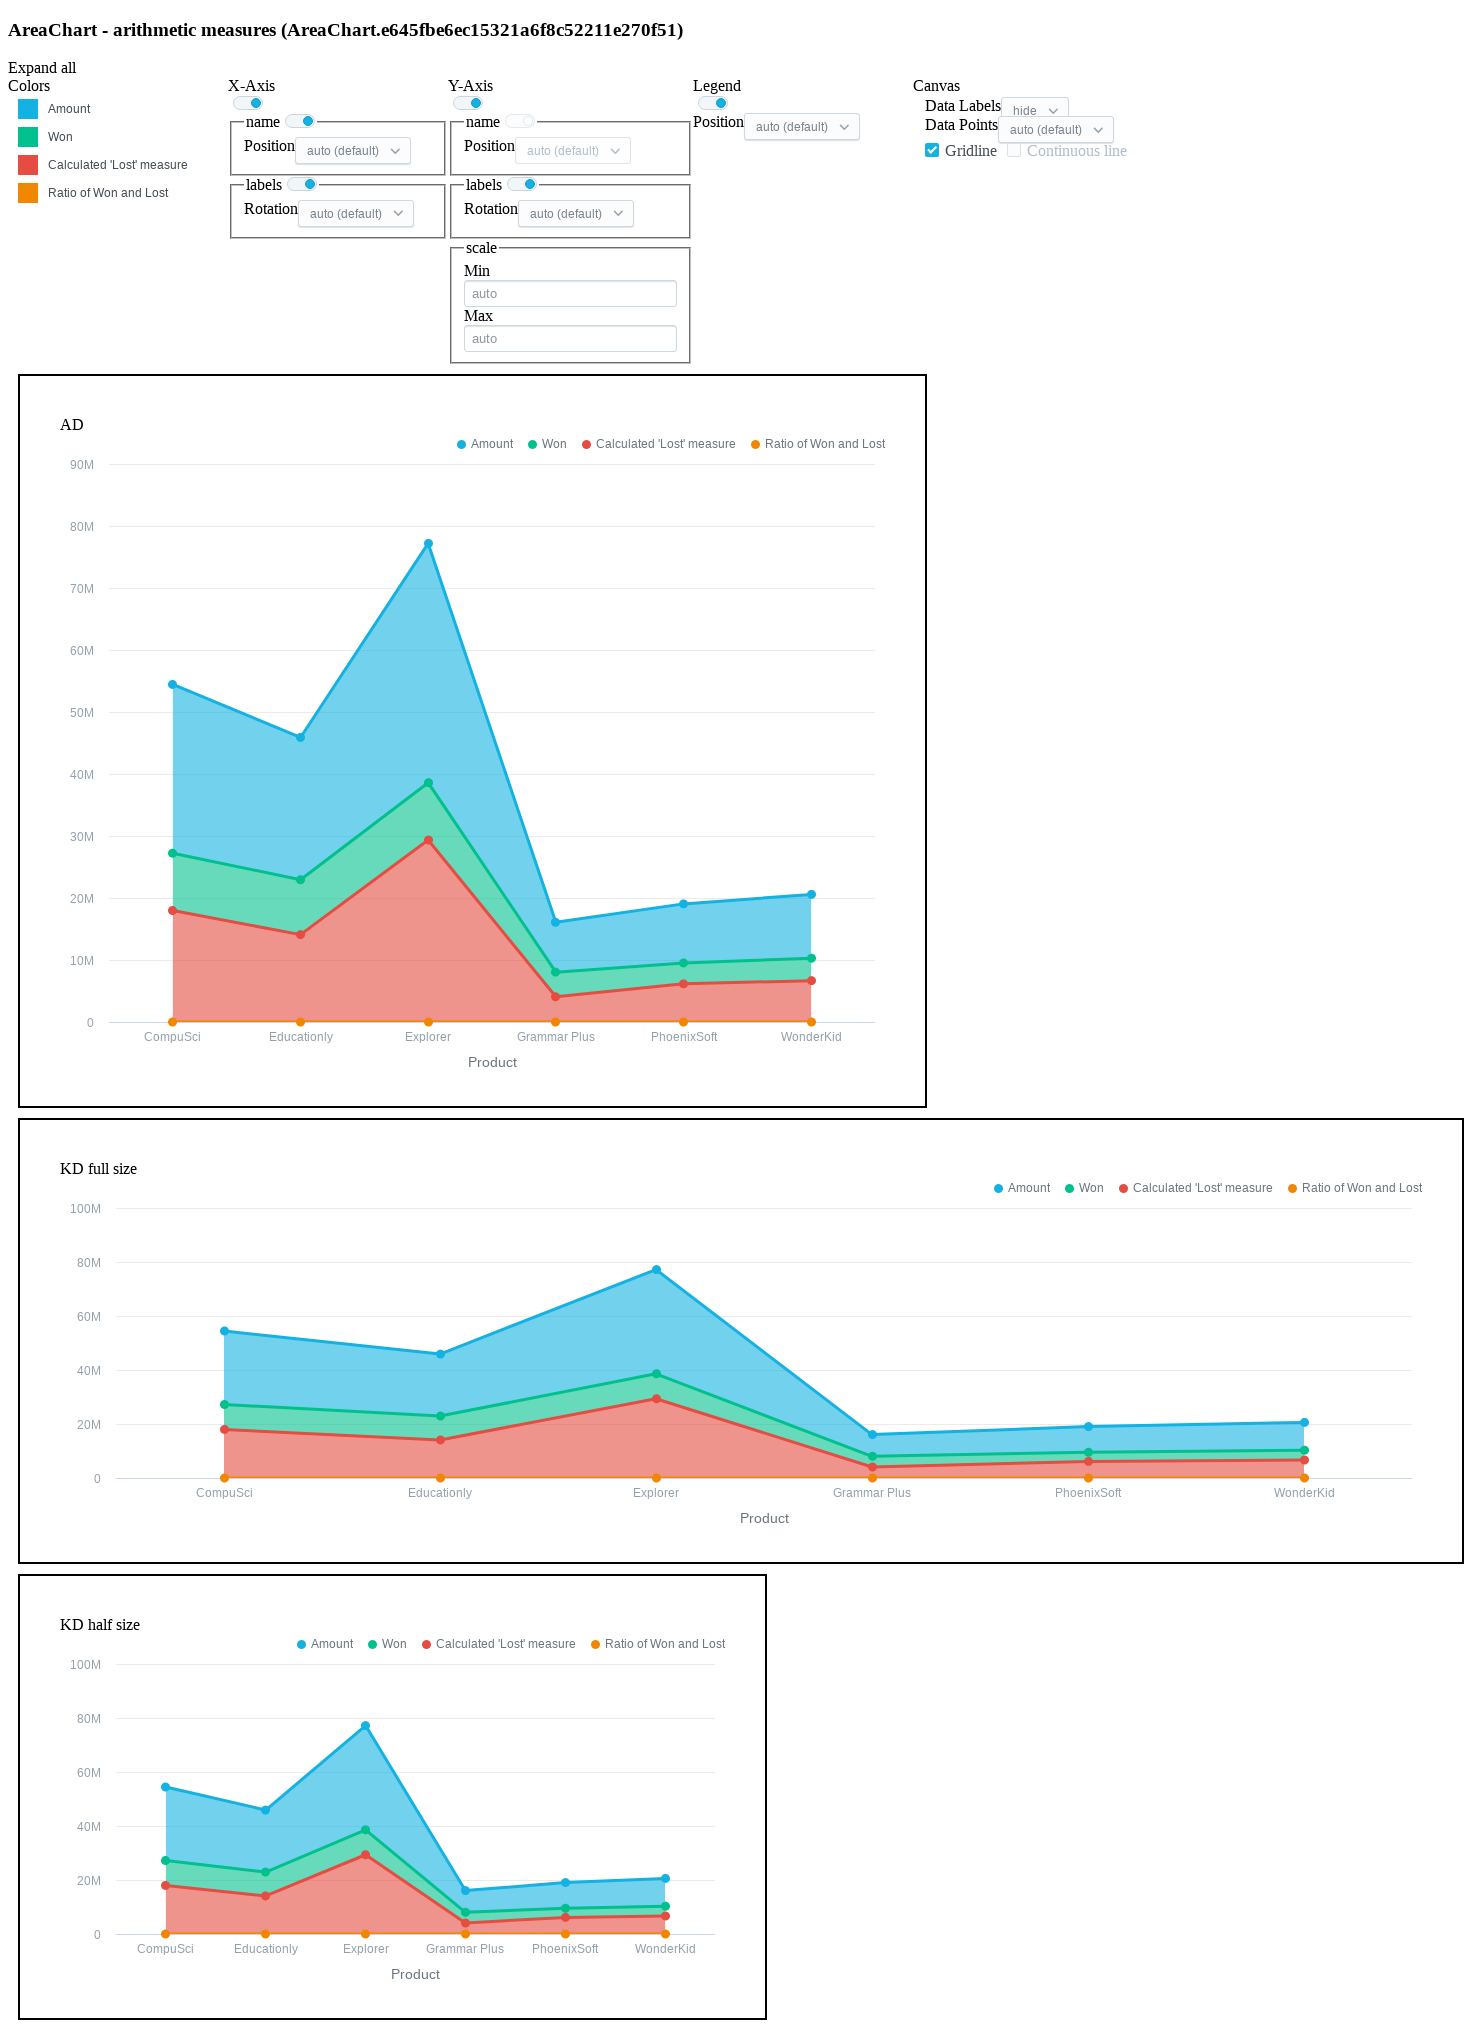 AreaChart - arithmetic measures (AreaChart.e645fbe6ec15321a6f8c52211e270f51)
Expand all
Colors
Amount
Won
Calculated 'Lost' measure
Ratio of Won and Lost
X-Axis
name
Position auto (default)
labels
Rotation auto (default)
Y-Axis
name
Position auto (default)
labels
Rotation auto (default)
scale
Min
auto
Max
auto
Legend
Position auto (default)
Canvas
Data Labels hide
Data Points auto (default)
Gridline Continuous line
AD
Amount Won Calculated 'Lost' measure Ratio of Won and Lost
90M
80M
70M
60M
50M
40M
30M
20M
10M
0
CompuSci Educationly Explorer Grammar Plus PhoenixSoft WonderKid
Product
KD full size
Amount Won Calculated 'Lost' measure Ratio of Won and Lost
100M
80M
60M
40M
20M
0
CompuSci Educationly Explorer Grammar Plus PhoenixSoft WonderKid
Product
KD half size
Amount Won Calculated 'Lost' measure Ratio of Won and Lost
100M
80M
60M
40M
20M
0
CompuSci Educationly Explorer Grammar Plus PhoenixSoft WonderKid
Product